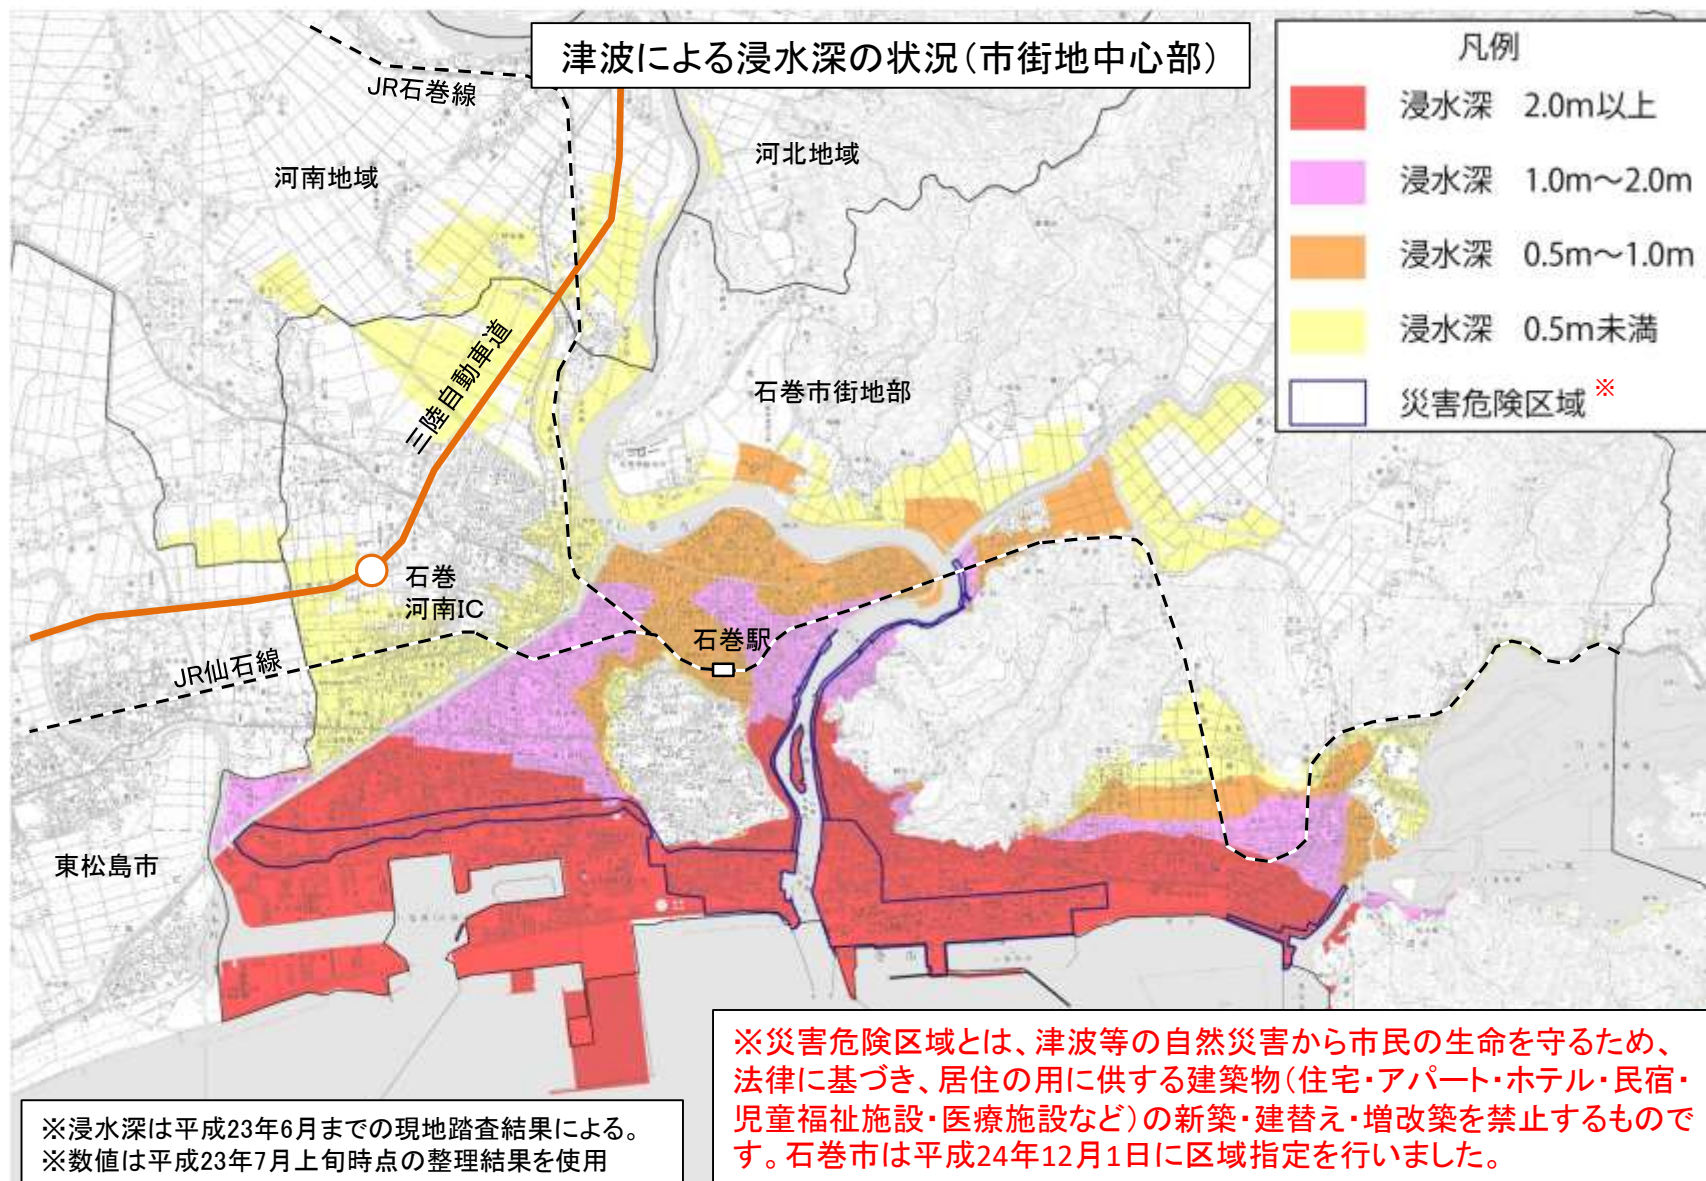 津波による浸水深の状況(市街地中心部)
凡例
浸水深 2.0m以上
浸水深 1.0m～2.0m
浸水深 0.5m～1.0m
浸水深 0.5m未満
災害危険区域 ※
JR石巻線
河南地域
河北地域
三陸自動車道
石巻市街地部
石巻
河南IC
石巻駅
JR仙石線
東松島市
※浸水深は平成23年6月までの現地踏査結果による。
※数値は平成23年7月上旬時点の整理結果を使用
※災害危険区域とは、津波等の自然災害から市民の生命を守るため、
法律に基づき、居住の用に供する建築物(住宅・アパート・ホテル・民宿・
児童福祉施設・医療施設など)の新築・建替え・増改築を禁止するもので
す。石巻市は平成24年12月1日に区域指定を行いました。